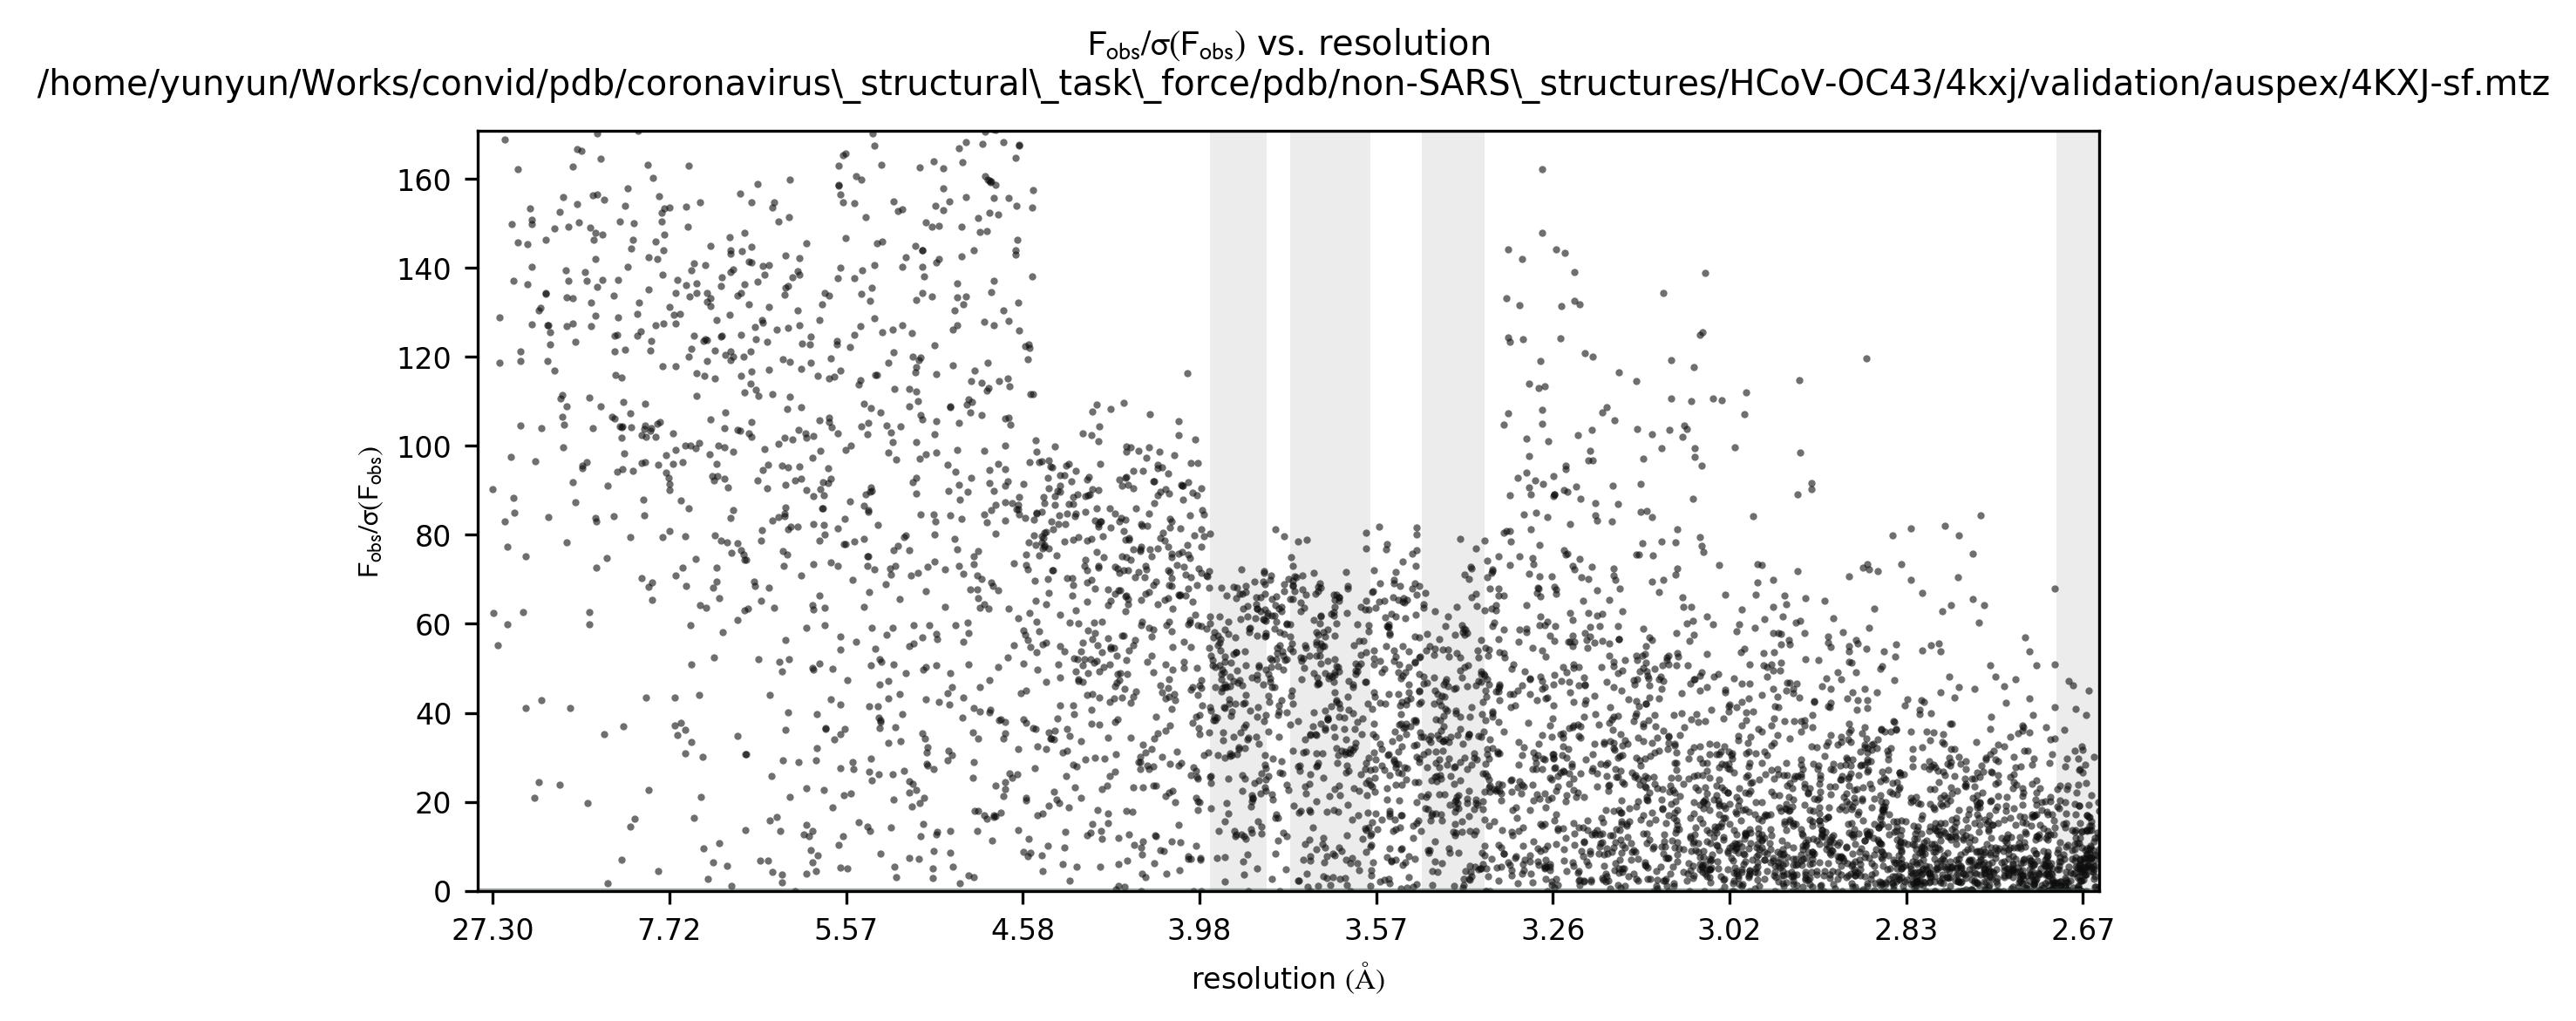 Fobs/σ(Fobs) vs. resolution
/home/yunyun/Works/convid/pdb/coronavirus\_structural\_task\_force/pdb/non-SARS\_structures/HCoV-OC43/4kxj/validation/auspex/4KXJ-sf.mtz
160
140
120
100
80
60
40
20
0
Fobs/σ(Fobs)
27.30 7.72 5.57 4.58 3.98 3.57 3.26 3.02 2.83 2.67
resolution (Å)